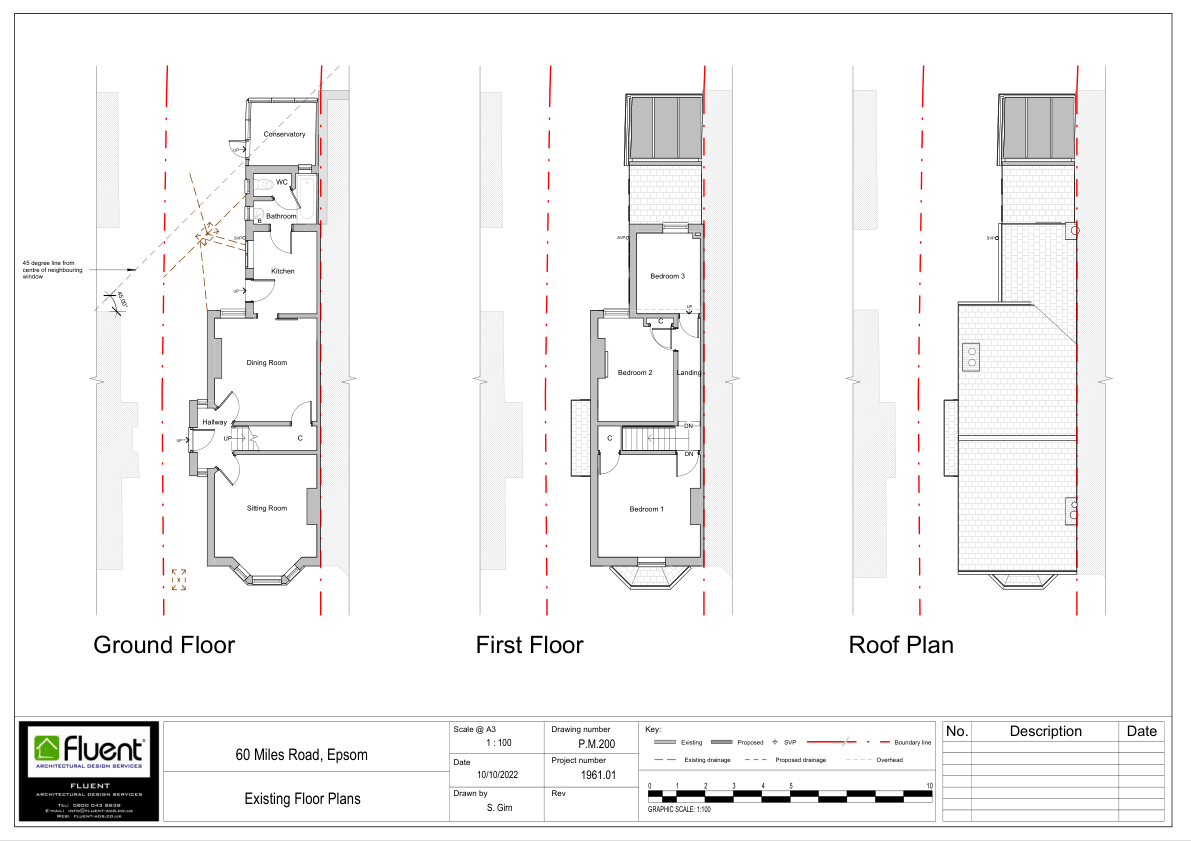 Conservatory
UP
WC
Bathroom
B
SVP
Kitchen
45 degree line from
centre of neighbouring
window
45.00°
UP
Dining Room
Hallway
UP
UP
C
Sitting Room
x
Ground Floor
SVP
Bedroom 3
UP
C
Bedroom 2
Landing
DN
C
DN
Bedroom 1
First Floor
SVP
Roof Plan
fluent®
ARCHITECTURAL DESIGN SERVICES
FLUENT
ARCHITECTURAL DESIGN SERVICES
TEL: 0800 043 8838
E-MAIL: INFO@FLUENT-ADS.CO.UK
WEB: FLUENT-ADS.CO.UK
60 Miles Road, Epsom
Existing Floor Plans
Scale @ A3
1 : 100
Date
10/10/2022
Drawn by
S. Girn
Drawing number
P.M.200
Project number
1961.01
Rev
Key:
Existing Proposed SVP Boundary line
Existing drainage Proposed drainage Overhead
0 1 2 3 4 5 10
GRAPHIC SCALE: 1:100
No. Description Date